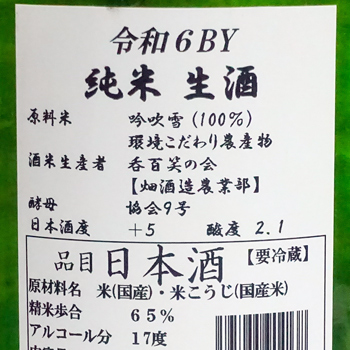 令和6BY
純米 生酒
原料米 吟吹雪(100%)
環境こだわり農産物
酒米生産者 呑百笑の会
【畑酒造農業部】
酵母 協会9号
日本酒度 +5 酸度 2.1
品目日本酒【要冷蔵】
原材料名 米(国産)・米こうじ(国産米)
精米歩合 65%
アルコール分 17度